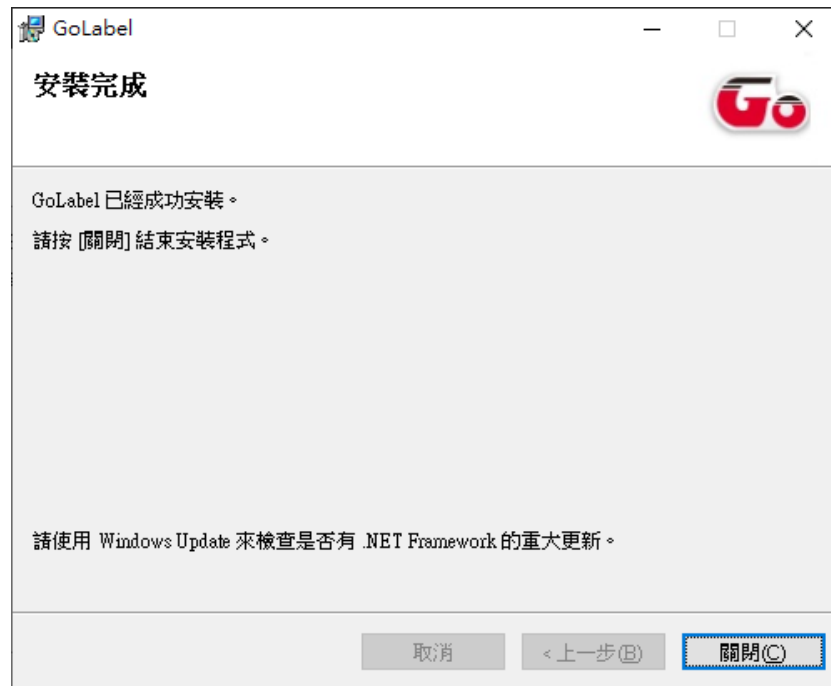 GoLabel
安裝完成
Go
GoLabel 已經成功安裝。
請按 [關閉] 結束安裝程式。
請使用 Windows Update 來檢查是否有 .NET Framework 的重大更新。
取消
<上一步(B)
關閉(C)